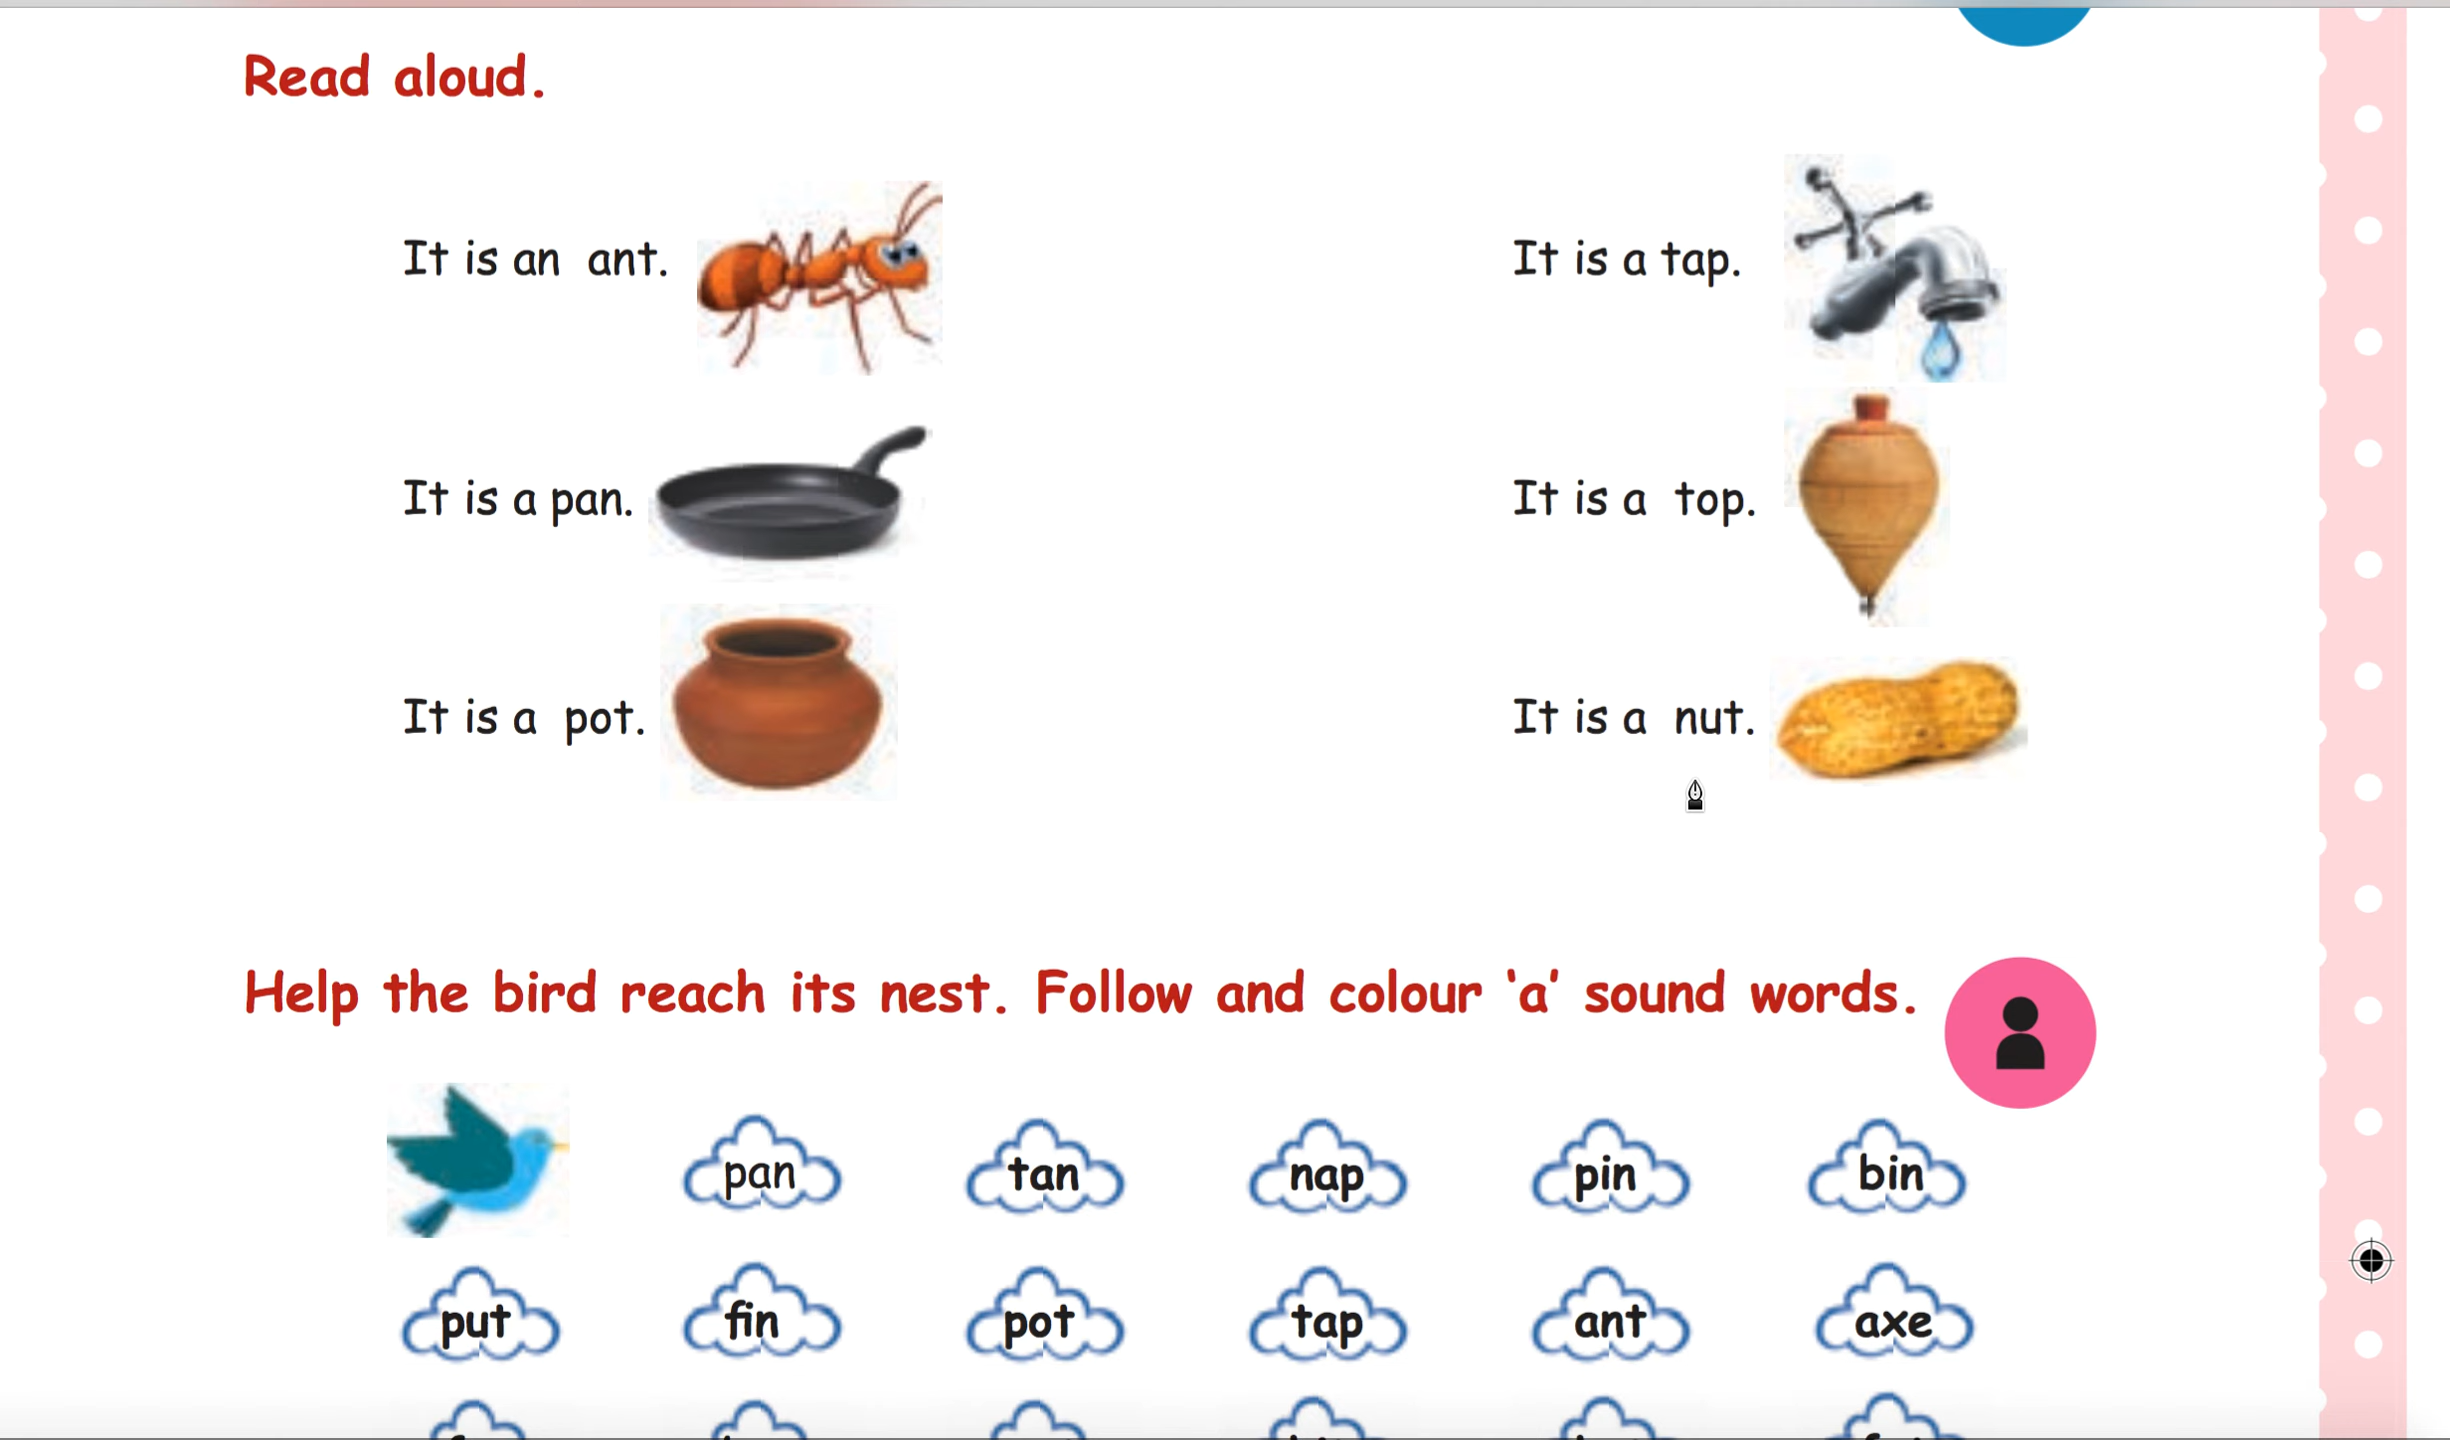 Read aloud.
It is an ant.
It is a tap.
It is a pan.
It is a top.
It is a pot.
It is a nut.
Help the bird reach its nest. Follow and colour ‘a’ sound words.
pan tan nap pin bin
put fin pot tap ant axe